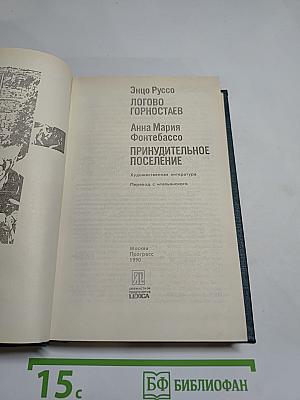 Энцо Руссо
ЛОГОВО
ГОРНОСТАЕВ
Анна Мария
Фонтебассо
ПРИНУДИТЕЛЬНОЕ
ПОСЕЛЕНИЕ
Художественная литература
Перевод с итальянского
Москва
Прогресс
1990
LEXICA
15 с
БФ БИБЛИОФАН